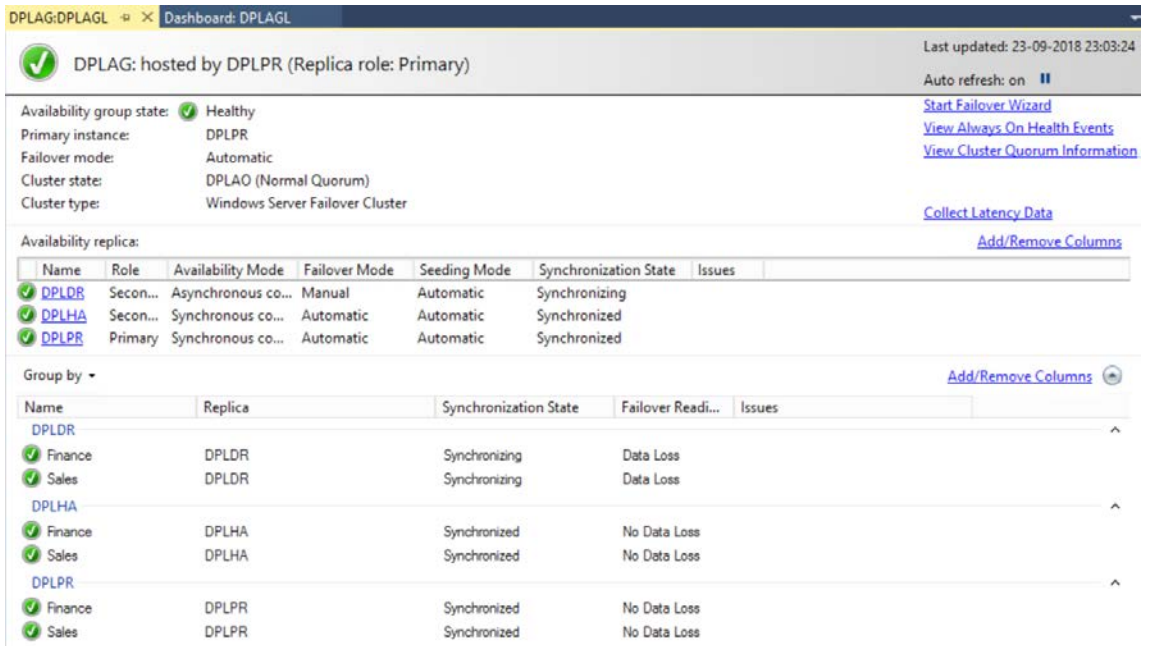 DPLAG:DPLAGL Dashboard: DPLAGL
DPLAG: hosted by DPLPR (Replica role: Primary)
Last updated: 23-09-2018 23:03:24
Auto refresh: on
Availability group state: Healthy
Primary instance: DPLPR
Failover mode: Automatic
Cluster state: DPLAO (Normal Quorum)
Cluster type: Windows Server Failover Cluster
Start Failover Wizard
View Always On Health Events
View Cluster Quorum Information
Collect Latency Data
Availability replica: Add/Remove Columns
Name Role Availability Mode Failover Mode Seeding Mode Synchronization State Issues
DPLDR Secon... Asynchronous co... Manual Automatic Synchronizing
DPLHA Secon... Synchronous co... Automatic Automatic Synchronized
DPLPR Primary Synchronous co... Automatic Automatic Synchronized
Group by Add/Remove Columns
Name Replica Synchronization State Failover Readi... Issues
DPLDR
Finance DPLDR Synchronizing Data Loss
Sales DPLDR Synchronizing Data Loss
DPLHA
Finance DPLHA Synchronized No Data Loss
Sales DPLHA Synchronized No Data Loss
DPLPR
Finance DPLPR Synchronized No Data Loss
Sales DPLPR Synchronized No Data Loss